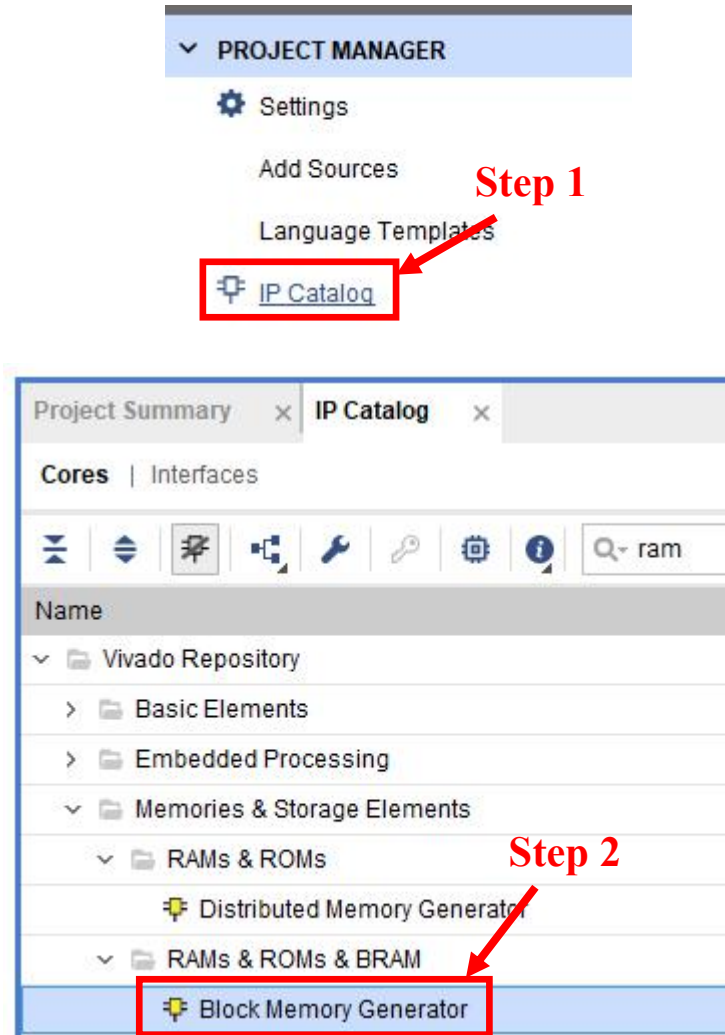 PROJECT MANAGER
Settings
Add Sources
Step 1
Language Templates
IP Catalog
Project Summary × IP Catalog ×
Cores | Interfaces
ram
Name
Vivado Repository
Basic Elements
Embedded Processing
Memories & Storage Elements
RAMs & ROMs
Step 2
Distributed Memory Generator
RAMs & ROMs & BRAM
Block Memory Generator